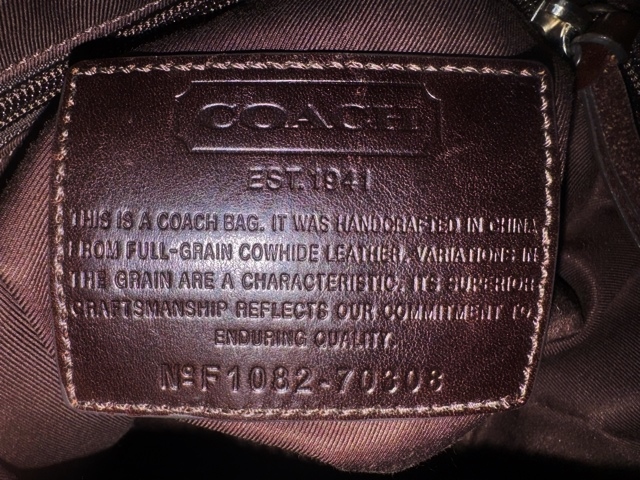 COACH
EST. 1941
THIS IS A COACH BAG. IT WAS HANDCRAFTED IN CHINA
FROM FULL-GRAIN COWHIDE LEATHER. VARIATIONS IN
THE GRAIN ARE A CHARACTERISTIC. ITS SUPERIOR
CRAFTSMANSHIP REFLECTS OUR COMMITMENT TO
ENDURING QUALITY.
NºF1082-70308